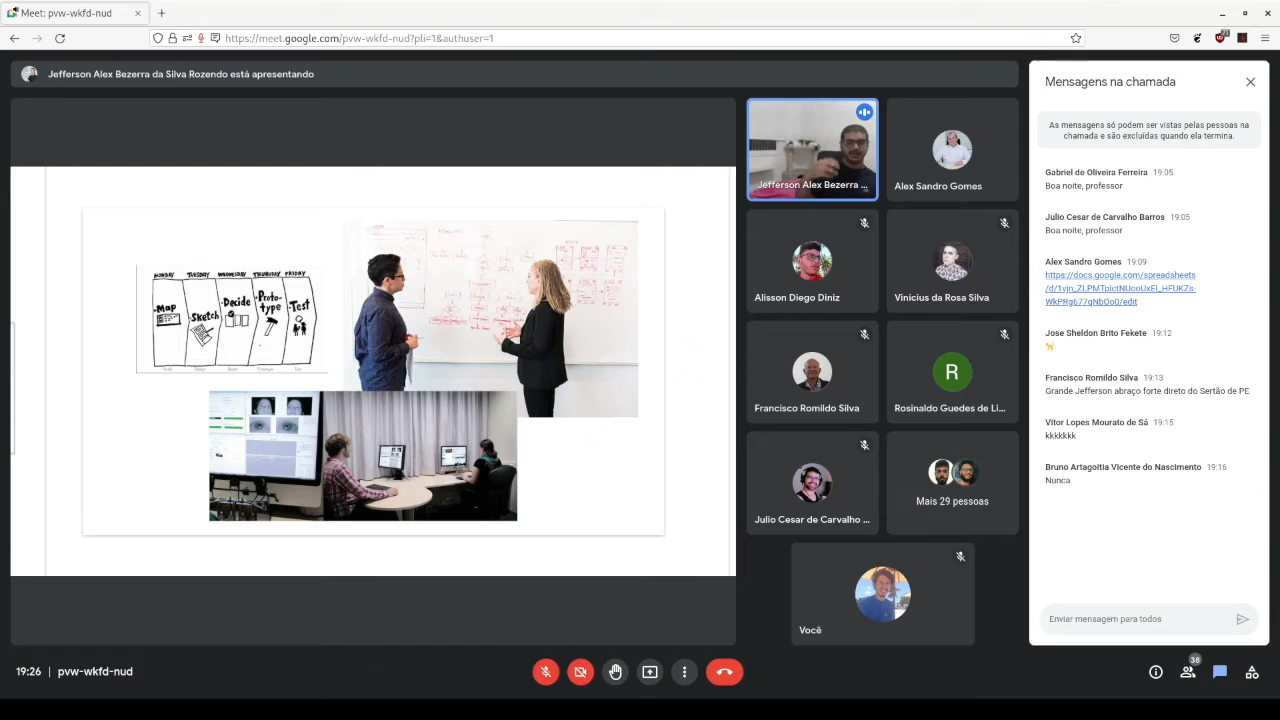 Meet: pvw-wkfd-nud
https://meet.google.com/pvw-wkfd-nud?pli=1&authuser=1
Jefferson Alex Bezerra da Silva Rozendo está apresentando
MONDAY TUESDAY WEDNESDAY THURSDAY FRIDAY
Map
Sketch
Decide
Proto-
type
Test
Jefferson Alex Bezerra ...
Alex Sandro Gomes
Alisson Diego Diniz
Vinicius da Rosa Silva
Francisco Romildo Silva
R
Rosinaldo Guedes de Li...
Julio Cesar de Carvalho ...
Mais 29 pessoas
Você
Mensagens na chamada
As mensagens só podem ser vistas pelas pessoas na
chamada e são excluídas quando ela termina.
Gabriel de Oliveira Ferreira 19:05
Boa noite, professor
Julio Cesar de Carvalho Barros 19:05
Boa noite, professor
Alex Sandro Gomes 19:09
https://docs.google.com/spreadsheets
Jose Sheldon Brito Fekete 19:12
Francisco Romildo Silva 19:13
Grande Jefferson abraço forte direto do Sertão de PE
Vitor Lopes Mourato de Sá 19:15
kkkkkkk
Bruno Artagoitia Vicente do Nascimento 19:16
Nunca
Enviar mensagem para todos
19:26 | pvw-wkfd-nud
38